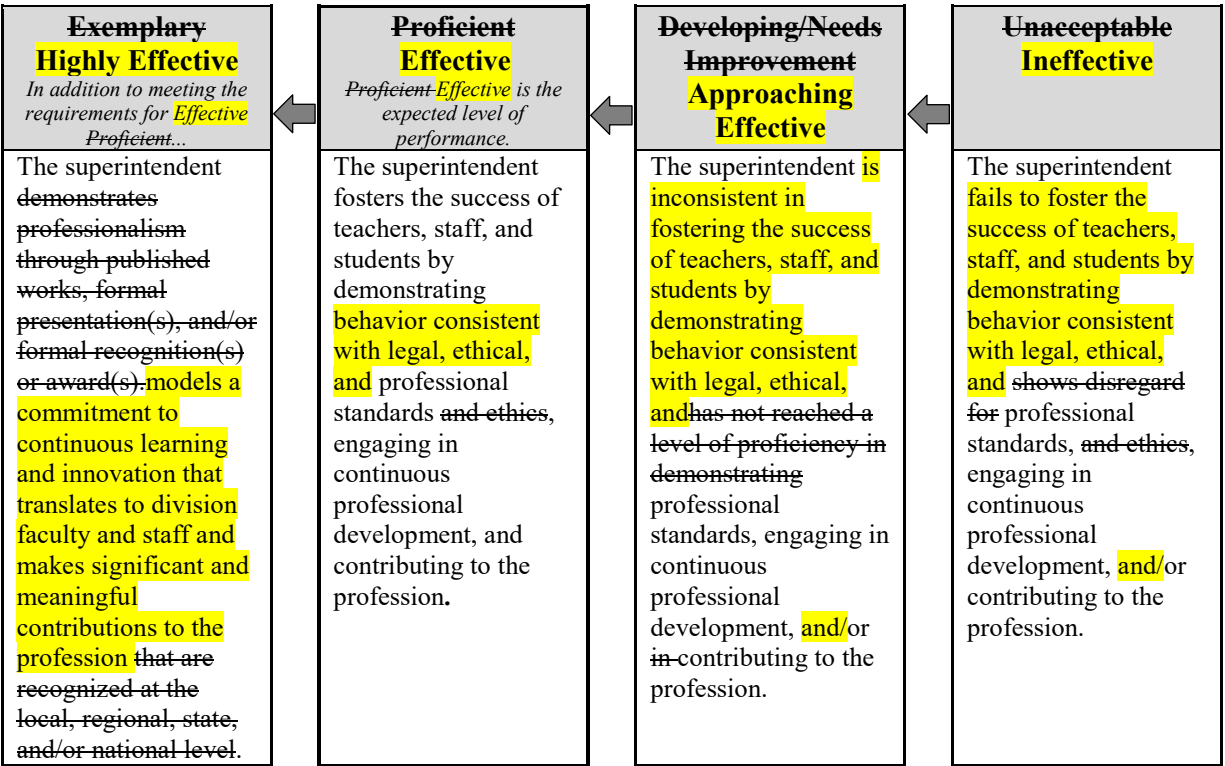 Exemplary
Highly Effective
In addition to meeting the
requirements for Effective
Proficient...
The superintendent
demonstrates
professionalism
through published
works, formal
presentation(s), and/or
formal recognition(s)
or award(s).models a
commitment to
continuous learning
and innovation that
translates to division
faculty and staff and
makes significant and
meaningful
contributions to the
profession that are
recognized at the
local, regional, state,
and/or national level.
Proficient
Effective
Proficient Effective is the
expected level of
performance.
The superintendent
fosters the success of
teachers, staff, and
students by
demonstrating
behavior consistent
with legal, ethical,
and professional
standards and ethics,
engaging in
continuous
professional
development, and
contributing to the
profession.
Developing/Needs
Improvement
Approaching
Effective
The superintendent is
inconsistent in
fostering the success
of teachers, staff, and
students by
demonstrating
behavior consistent
with legal, ethical,
andhas not reached a
level of proficiency in
demonstrating
professional
standards, engaging in
continuous
professional
development, and/or
in contributing to the
profession.
Unacceptable
Ineffective
The superintendent
fails to foster the
success of teachers,
staff, and students by
demonstrating
behavior consistent
with legal, ethical,
and shows disregard
for professional
standards, and ethics,
engaging in
continuous
professional
development, and/or
contributing to the
profession.